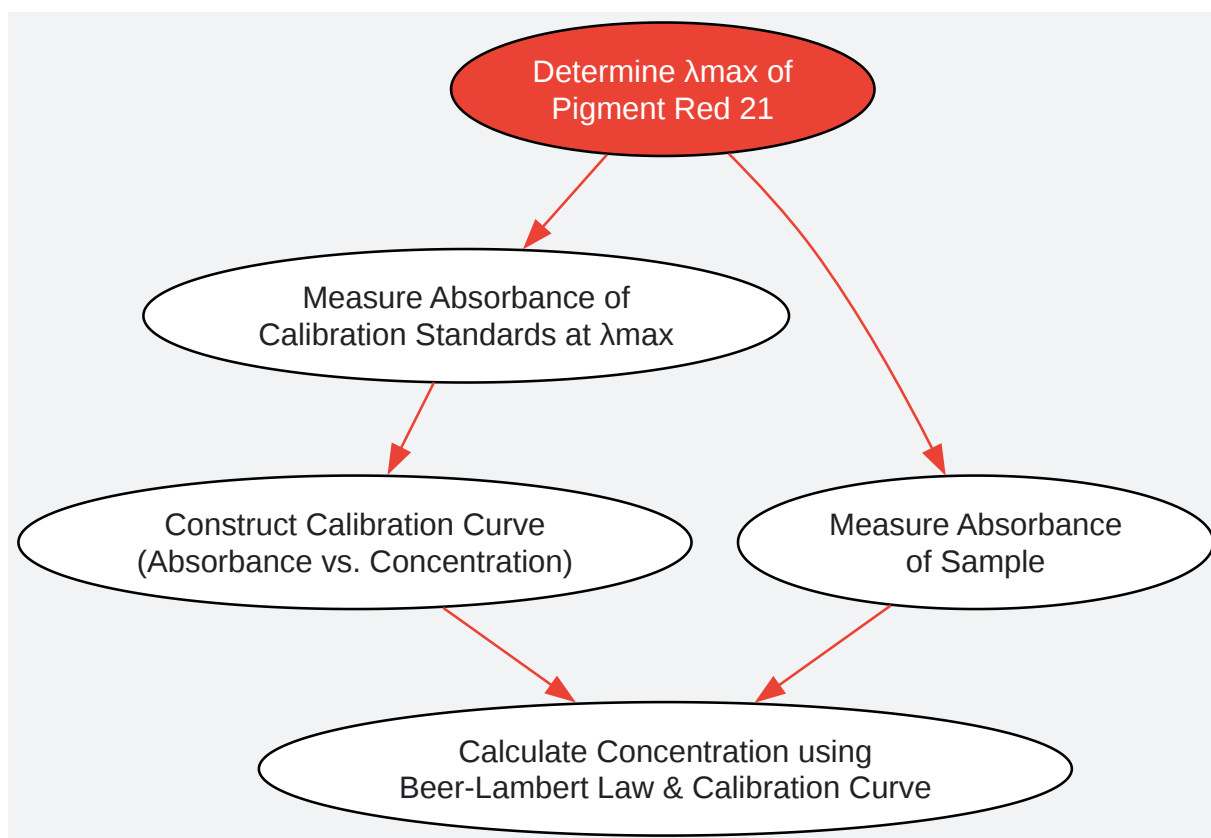 Determine λmax of
Pigment Red 21
Measure Absorbance of
Calibration Standards at λmax
Construct Calibration Curve
(Absorbance vs. Concentration)
Measure Absorbance
of Sample
Calculate Concentration using
Beer-Lambert Law & Calibration Curve